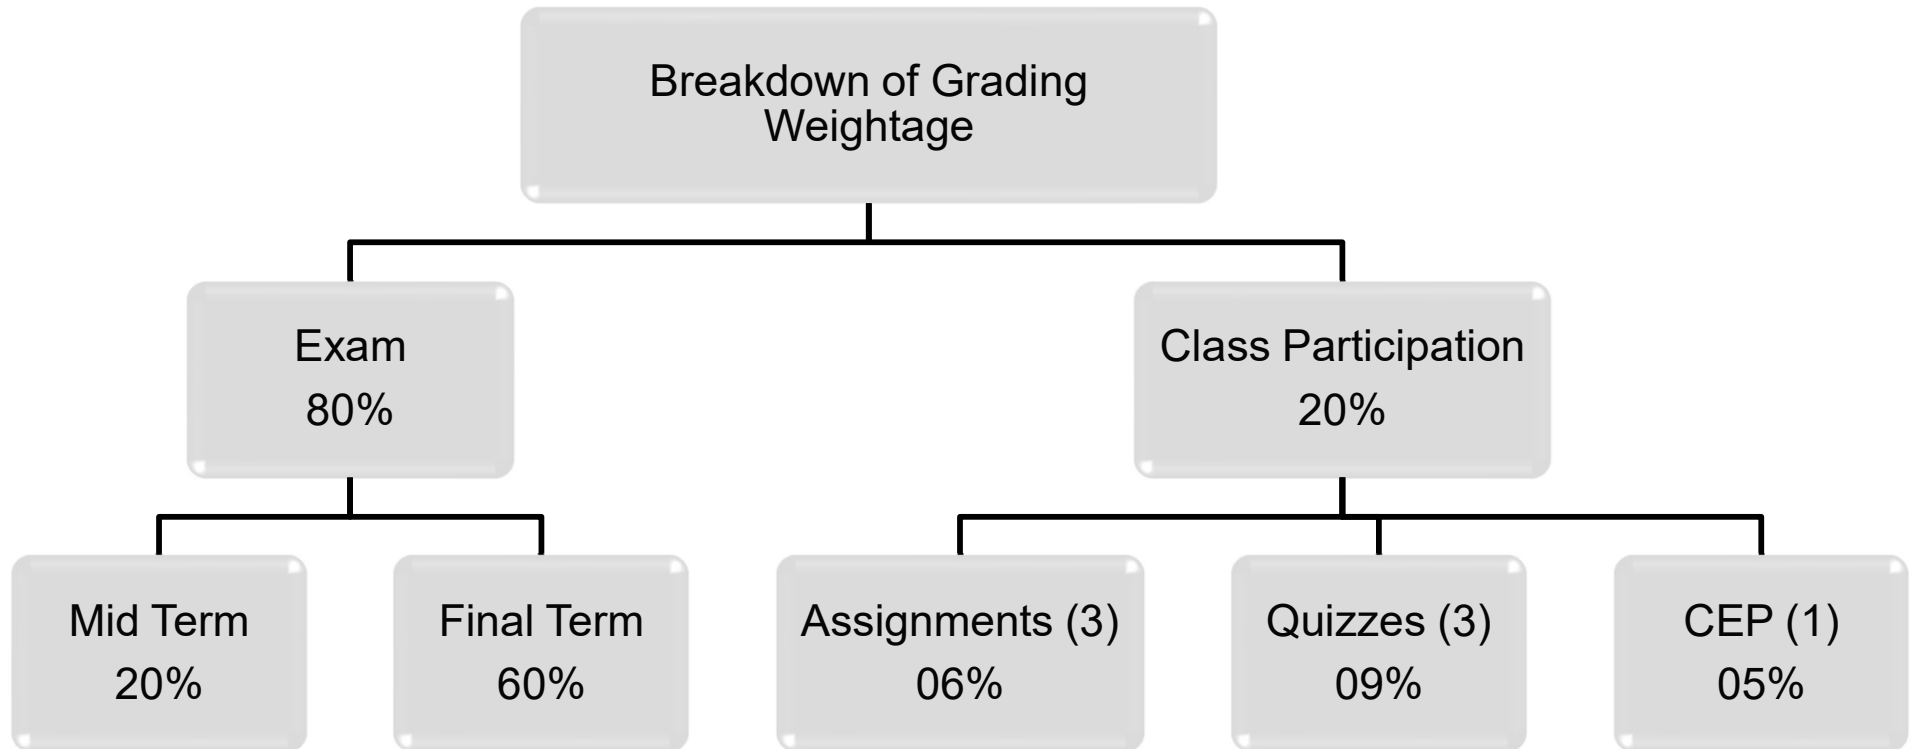 Breakdown of Grading
Weightage
Exam
80%
Class Participation
20%
Mid Term
20%
Final Term
60%
Assignments (3)
06%
Quizzes (3)
09%
CEP (1)
05%